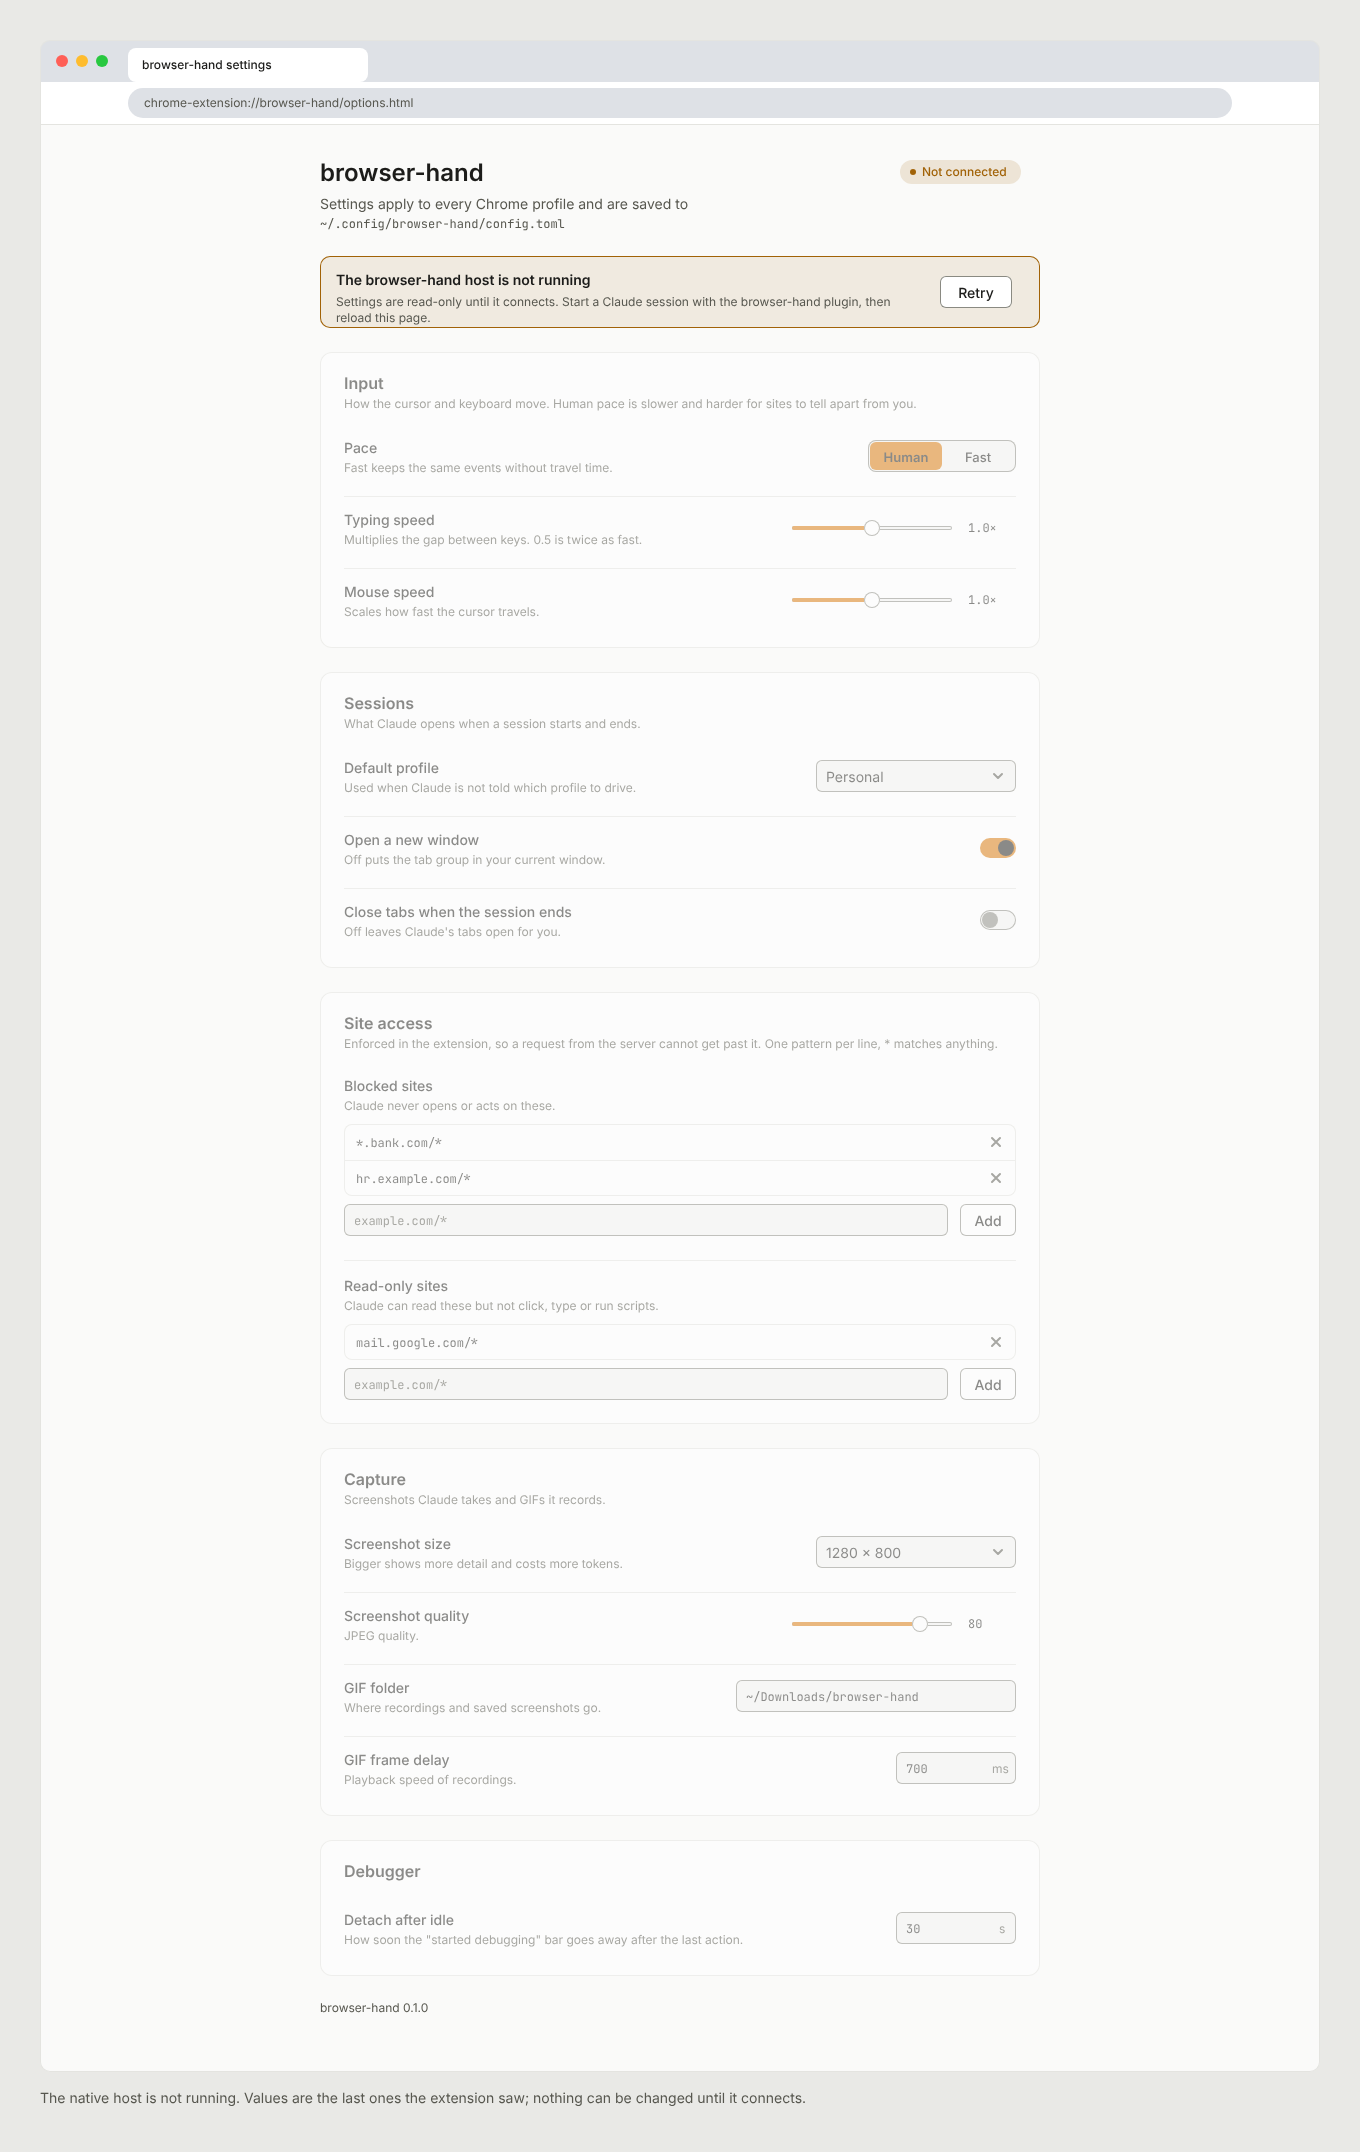 browser-hand settings
chrome-extension://browser-hand/options.html
browser-hand
Not connected
Settings apply to every Chrome profile and are saved to
~/.config/browser-hand/config.toml
The browser-hand host is not running
Settings are read-only until it connects. Start a Claude session with the browser-hand plugin, then
reload this page.
Retry
Input
How the cursor and keyboard move. Human pace is slower and harder for sites to tell apart from you.
Pace
Fast keeps the same events without travel time.
Human
Fast
Typing speed
Multiplies the gap between keys. 0.5 is twice as fast.
1.0×
Mouse speed
Scales how fast the cursor travels.
1.0×
Sessions
What Claude opens when a session starts and ends.
Default profile
Used when Claude is not told which profile to drive.
Personal
Open a new window
Off puts the tab group in your current window.
Close tabs when the session ends
Off leaves Claude's tabs open for you.
Site access
Enforced in the extension, so a request from the server cannot get past it. One pattern per line, * matches anything.
Blocked sites
Claude never opens or acts on these.
*.bank.com/*
hr.example.com/*
example.com/*
Add
Read-only sites
Claude can read these but not click, type or run scripts.
mail.google.com/*
example.com/*
Add
Capture
Screenshots Claude takes and GIFs it records.
Screenshot size
Bigger shows more detail and costs more tokens.
1280 × 800
Screenshot quality
JPEG quality.
80
GIF folder
Where recordings and saved screenshots go.
~/Downloads/browser-hand
GIF frame delay
Playback speed of recordings.
700 ms
Debugger
Detach after idle
How soon the "started debugging" bar goes away after the last action.
30 s
browser-hand 0.1.0
The native host is not running. Values are the last ones the extension saw; nothing can be changed until it connects.